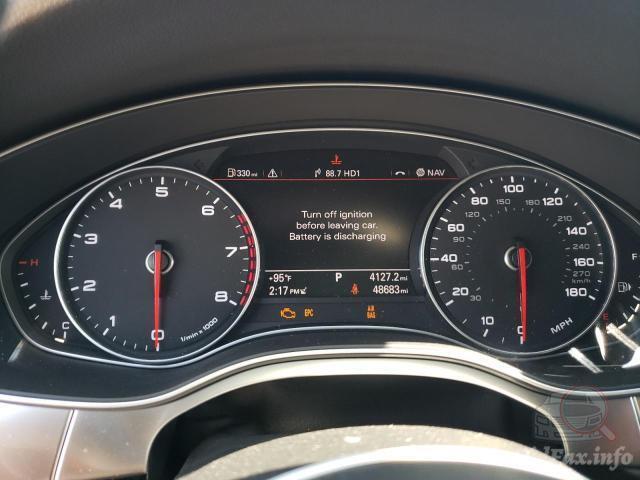 330 mi
88.7 HD1
NAV
Turn off ignition
before leaving car.
Battery is discharging
+95°F P 4127.2 mi
2:17 PM 48683 mi
EPC AIR
BAG
1 2 3 4 5 6 7 8
0
1/min x 1000
H
C
0 10 20 40 60 80 100 120 140 160 180
30 60 90 120 150 180 210 240 270
km/h
MPH
F
E